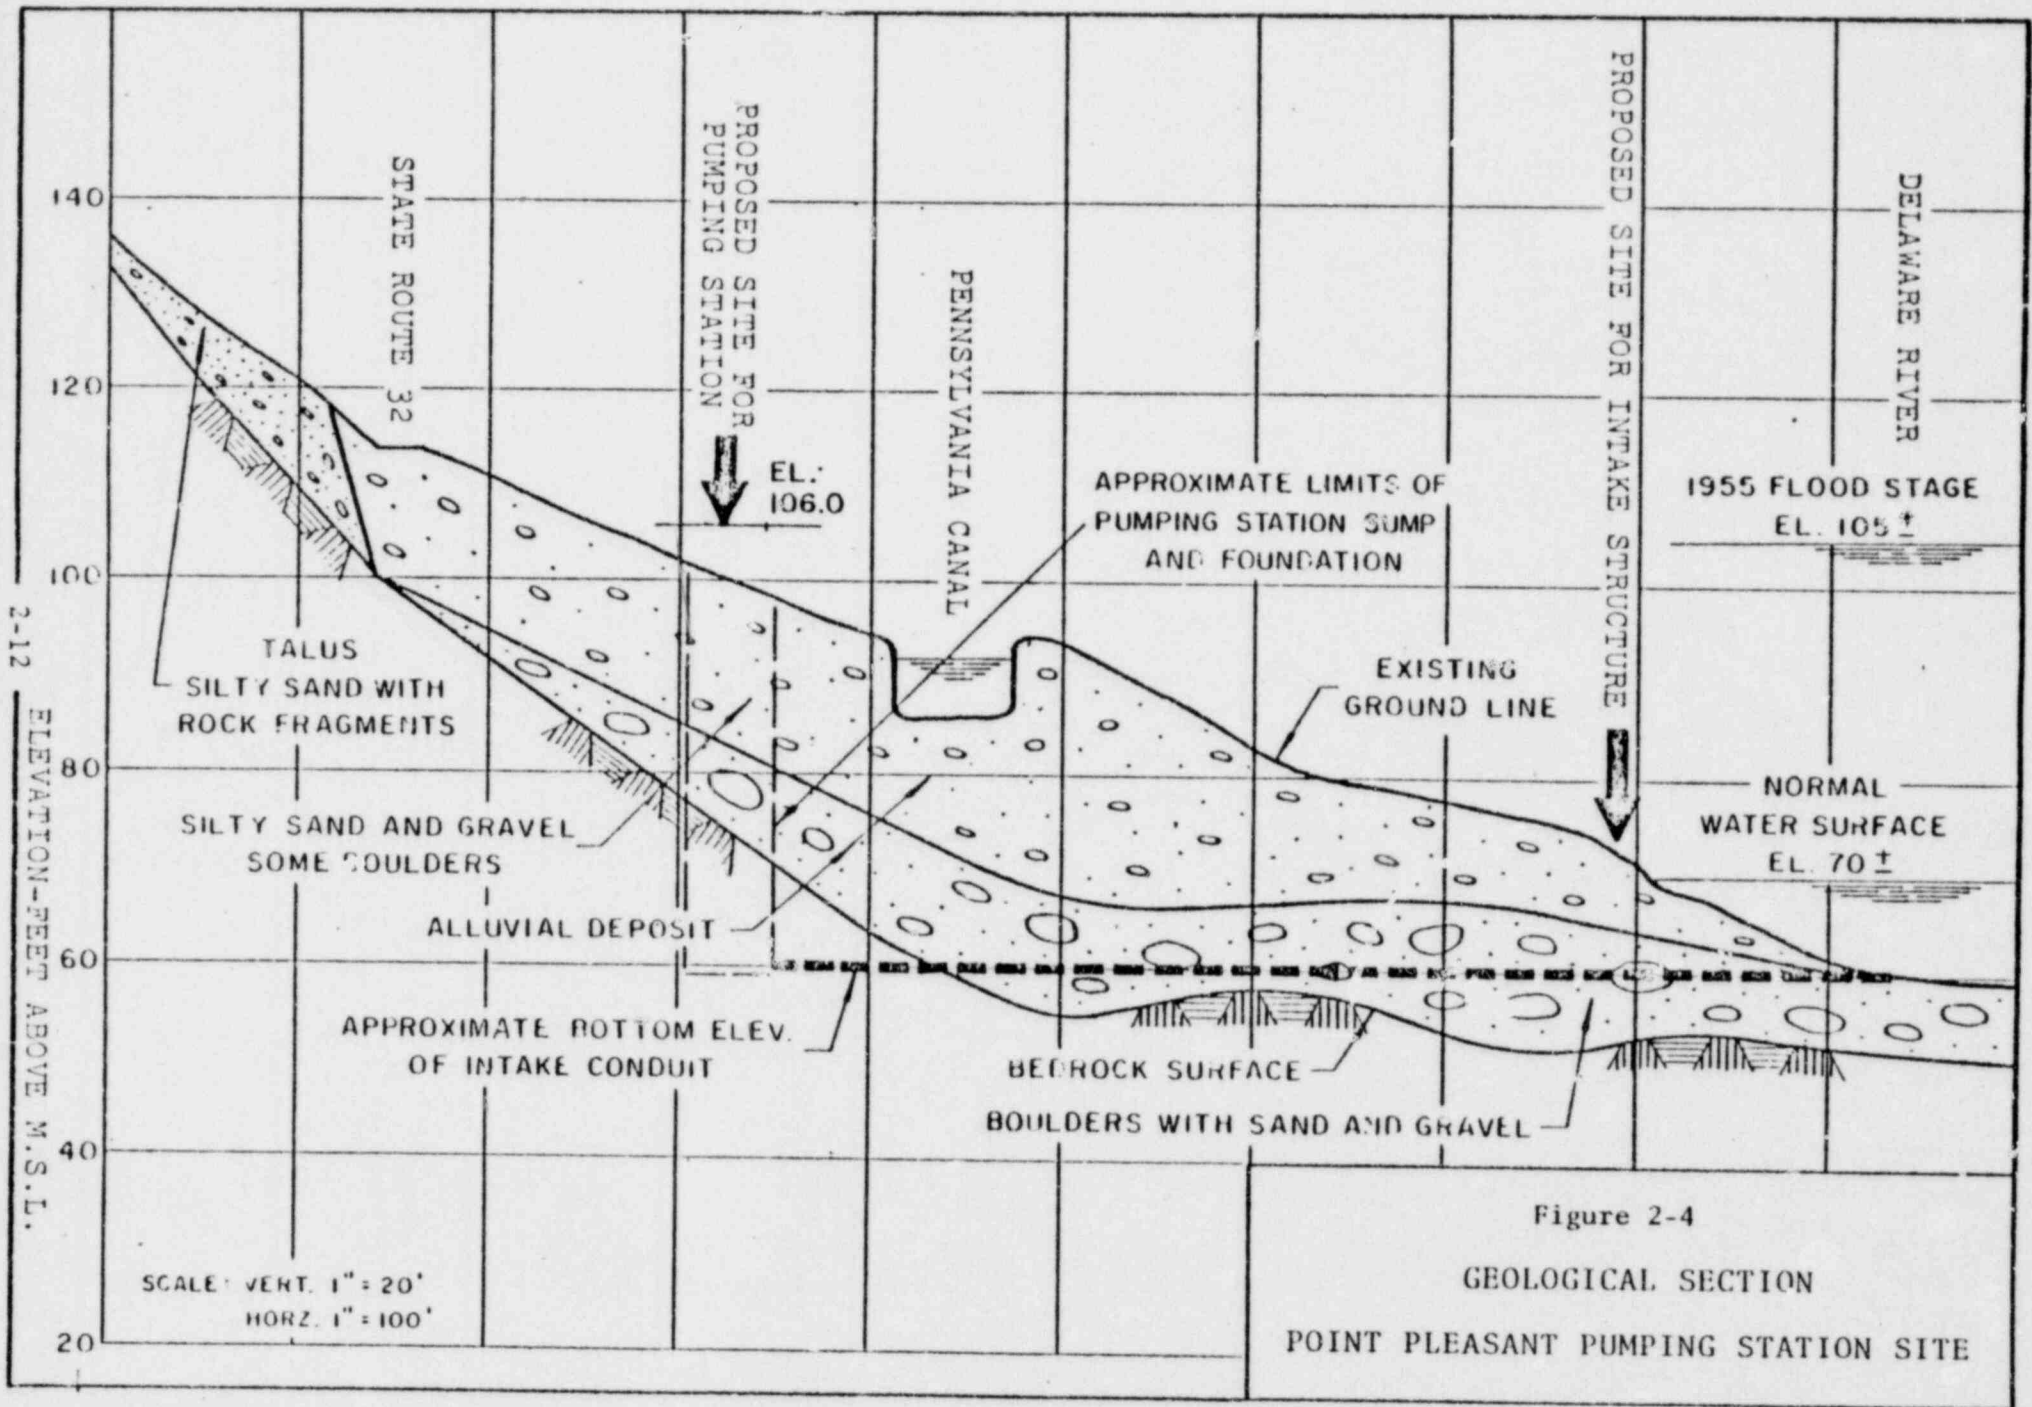 PROPOSED SITE FOR INTAKE STRUCTURE
DELAWARE RIVER
STATE ROUTE 32
PROPOSED SITE FOR
PUMPING STATION
PENNSYLVANIA CANAL
140
120
100
80
60
40
20
2-12
ELEVATION-FEET ABOVE M.S.L.
EL.:
106.0
APPROXIMATE LIMITS OF
PUMPING STATION SUMP
AND FOUNDATION
1955 FLOOD STAGE
EL. 105 ±
TALUS
SILTY SAND WITH
ROCK FRAGMENTS
EXISTING
GROUND LINE
NORMAL
WATER SURFACE
EL. 70 ±
SILTY SAND AND GRAVEL
SOME BOULDERS
ALLUVIAL DEPOSIT
APPROXIMATE BOTTOM ELEV.
OF INTAKE CONDUIT
BEDROCK SURFACE
BOULDERS WITH SAND AND GRAVEL
SCALE: VERT. 1" = 20'
HORZ. 1" = 100'
Figure 2-4
GEOLOGICAL SECTION
POINT PLEASANT PUMPING STATION SITE